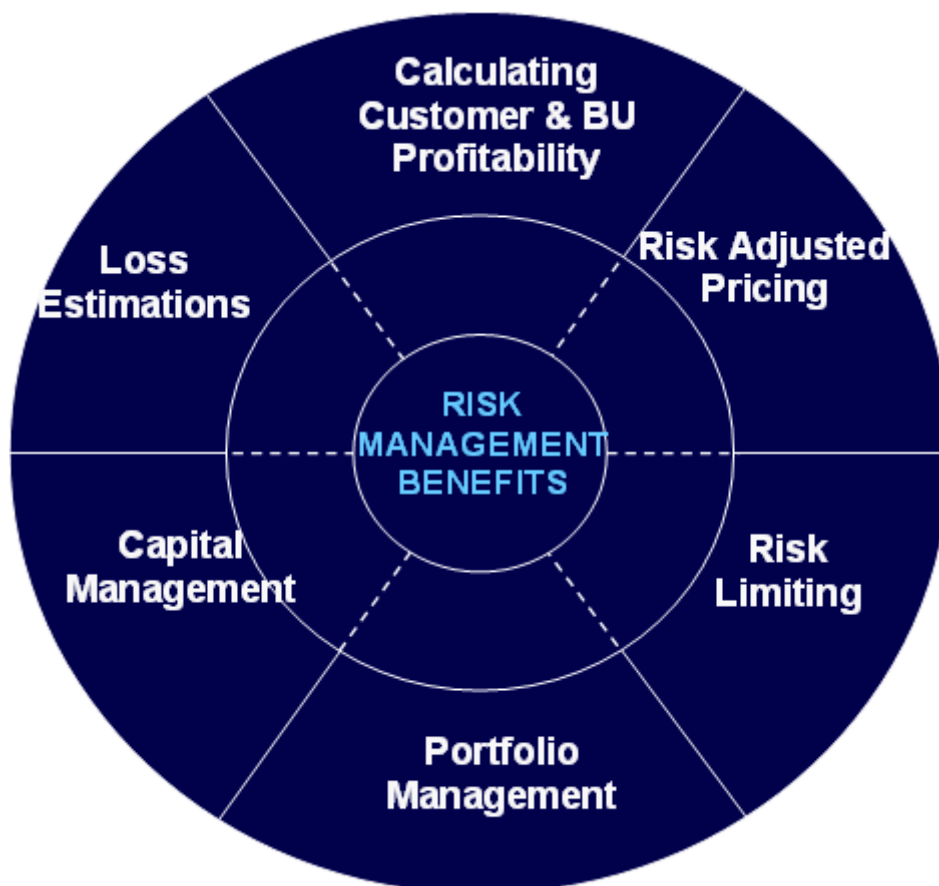 Calculating
Customer & BU
Profitability
Risk Adjusted
Pricing
Loss
Estimations
RISK
MANAGEMENT
BENEFITS
Capital
Management
Risk
Limiting
Portfolio
Management